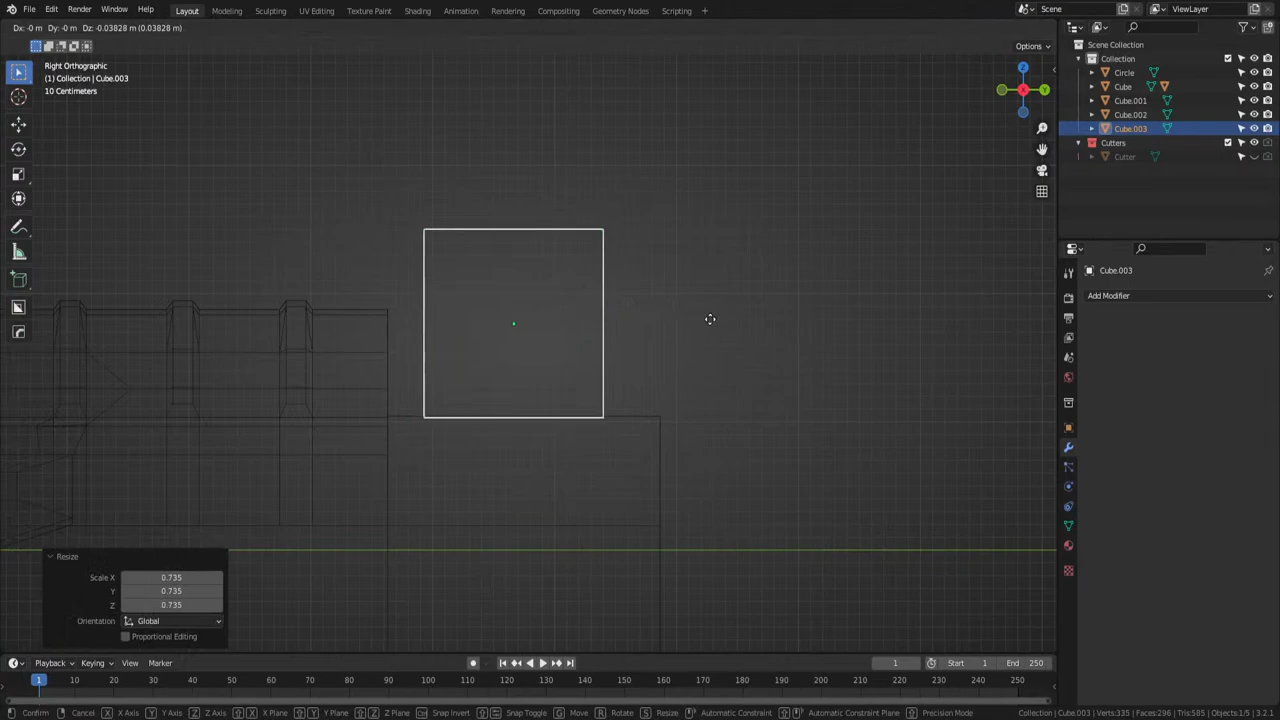 File Edit Render Window Help Layout Modeling Sculpting UV Editing Texture Paint Shading Animation Rendering Compositing Geometry Nodes Scripting + Scene ViewLayer
Dx: -0 m Dy: -0 m Dz: -0.03828 m (0.03828 m)
Options
Right Orthographic
(1) Collection | Cube.003
10 Centimeters
Z
X
Y
Scene Collection
Collection
Circle
Cube
Cube.001
Cube.002
Cube.003
Cutters
Cutter
Cube.003
Add Modifier
Resize
Scale X 0.735
Y 0.735
Z 0.735
Orientation Global
Proportional Editing
Playback Keying View Marker 1 Start 1 End 250
1 10 20 30 40 50 60 70 80 90 100 110 120 130 140 150 160 170 180 190 200 210 220 230 240 250
Confirm Cancel X X Axis Y Y Axis Z Z Axis X X Plane Y Y Plane Z Z Plane Snap Invert Snap Toggle G Move R Rotate S Resize Automatic Constraint Automatic Constraint Plane Precision Mode Collection | Cube.003 Verts:335 Faces:296 Tris:585 Objects:1/5 3.2.1